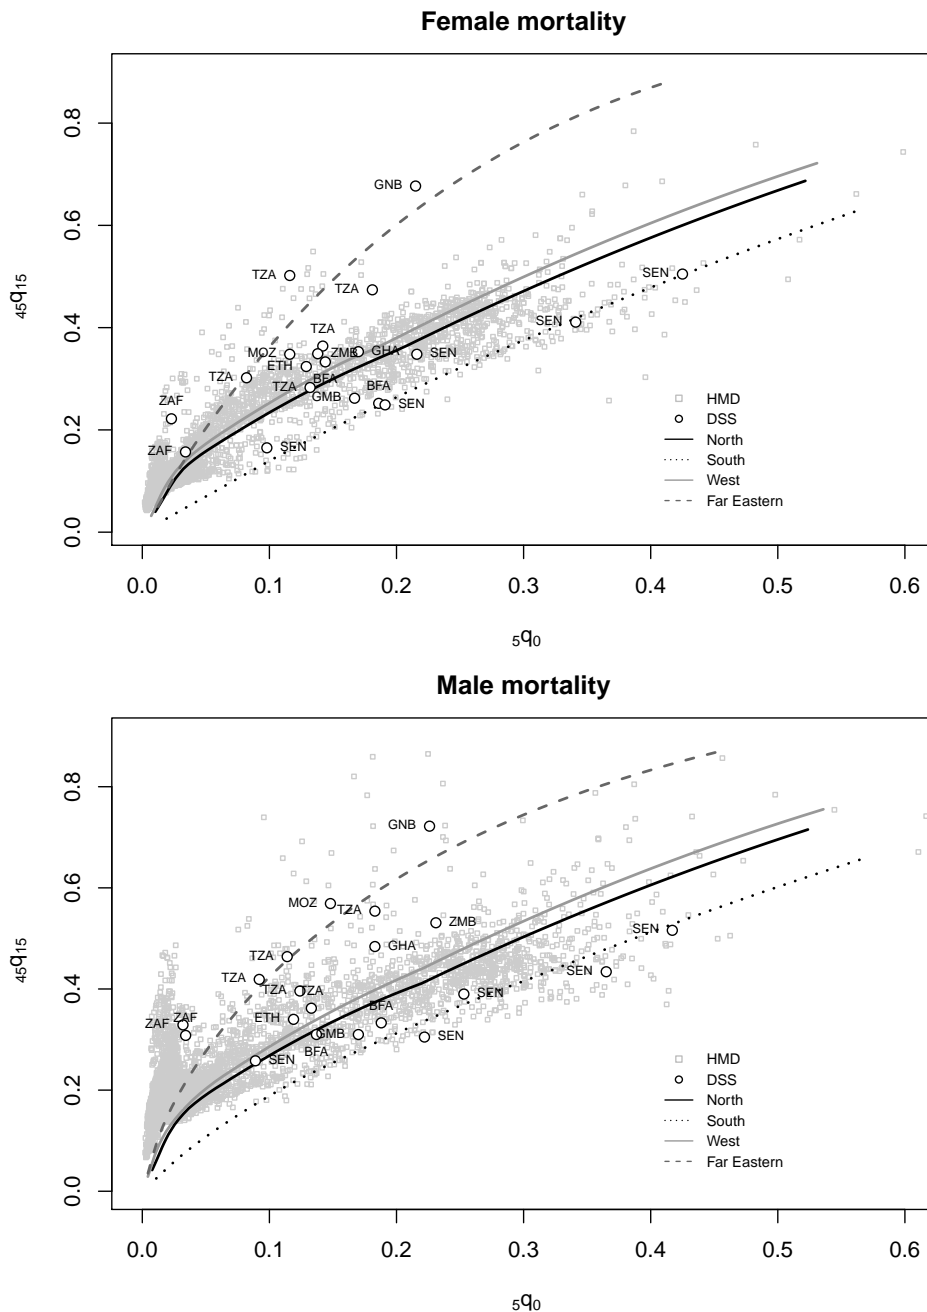 Female mortality
0.8
GNB
0.6
TZA
SEN
TZA
45q15
TZA
SEN
0.4
MOZ
ZMB
GHA
SEN
ETH
TZA
TZA
BFA
BFA
GMB
ZAF
SEN
HMD
DSS
0.2
North
ZAF
SEN
South
West
Far Eastern
0.0
0.0 0.1 0.2 0.3 0.4 0.5 0.6
5q0
Male mortality
0.8
GNB
0.6
MOZ
TZA
ZMB
SEN
GHA
TZA
SEN
45q15
TZA
0.4
TZA
TZA
SEN
BFA
ETH
ZAF
ZAF
GMB
SEN
BFA
SEN
HMD
DSS
0.2
North
South
West
Far Eastern
0.0
0.0 0.1 0.2 0.3 0.4 0.5 0.6
5q0